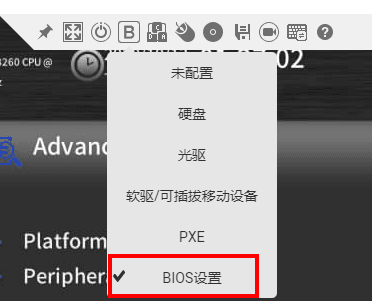 B
3260 CPU @
02
未配置
硬盘
光驱
Advanc
软驱/可插拔移动设备
PXE
Platform
BIOS设置
Periphera